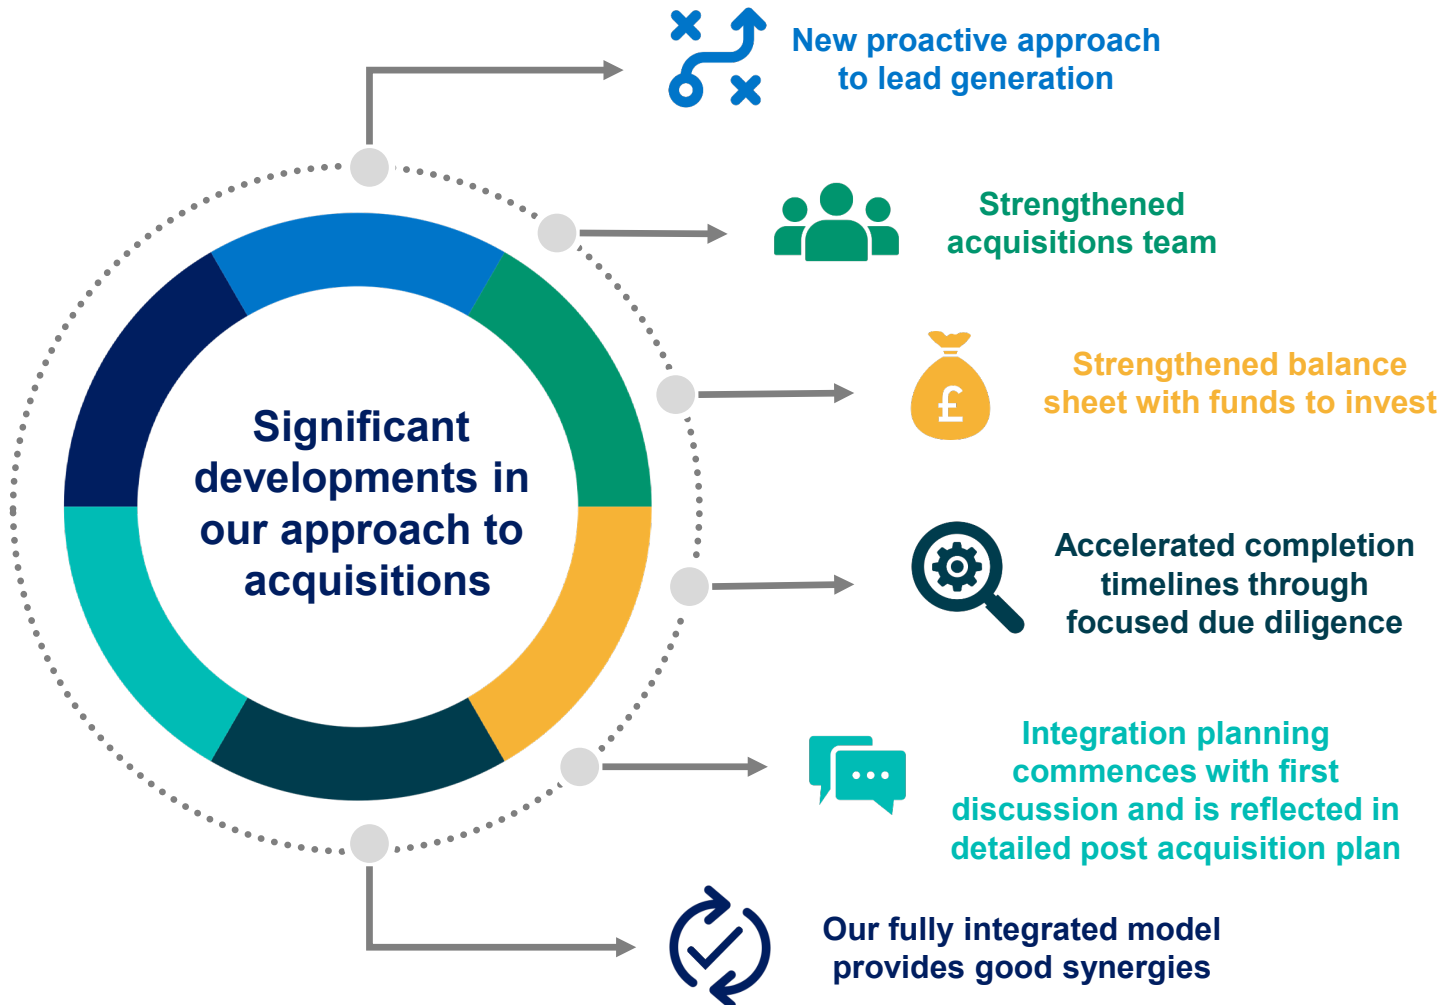 New proactive approach
to lead generation
Strengthened
acquisitions team
£
Strengthened balance
sheet with funds to invest
Significant
developments in
our approach to
acquisitions
Accelerated completion
timelines through
focused due diligence
Integration planning
commences with first
discussion and is reflected in
detailed post acquisition plan
Our fully integrated model
provides good synergies